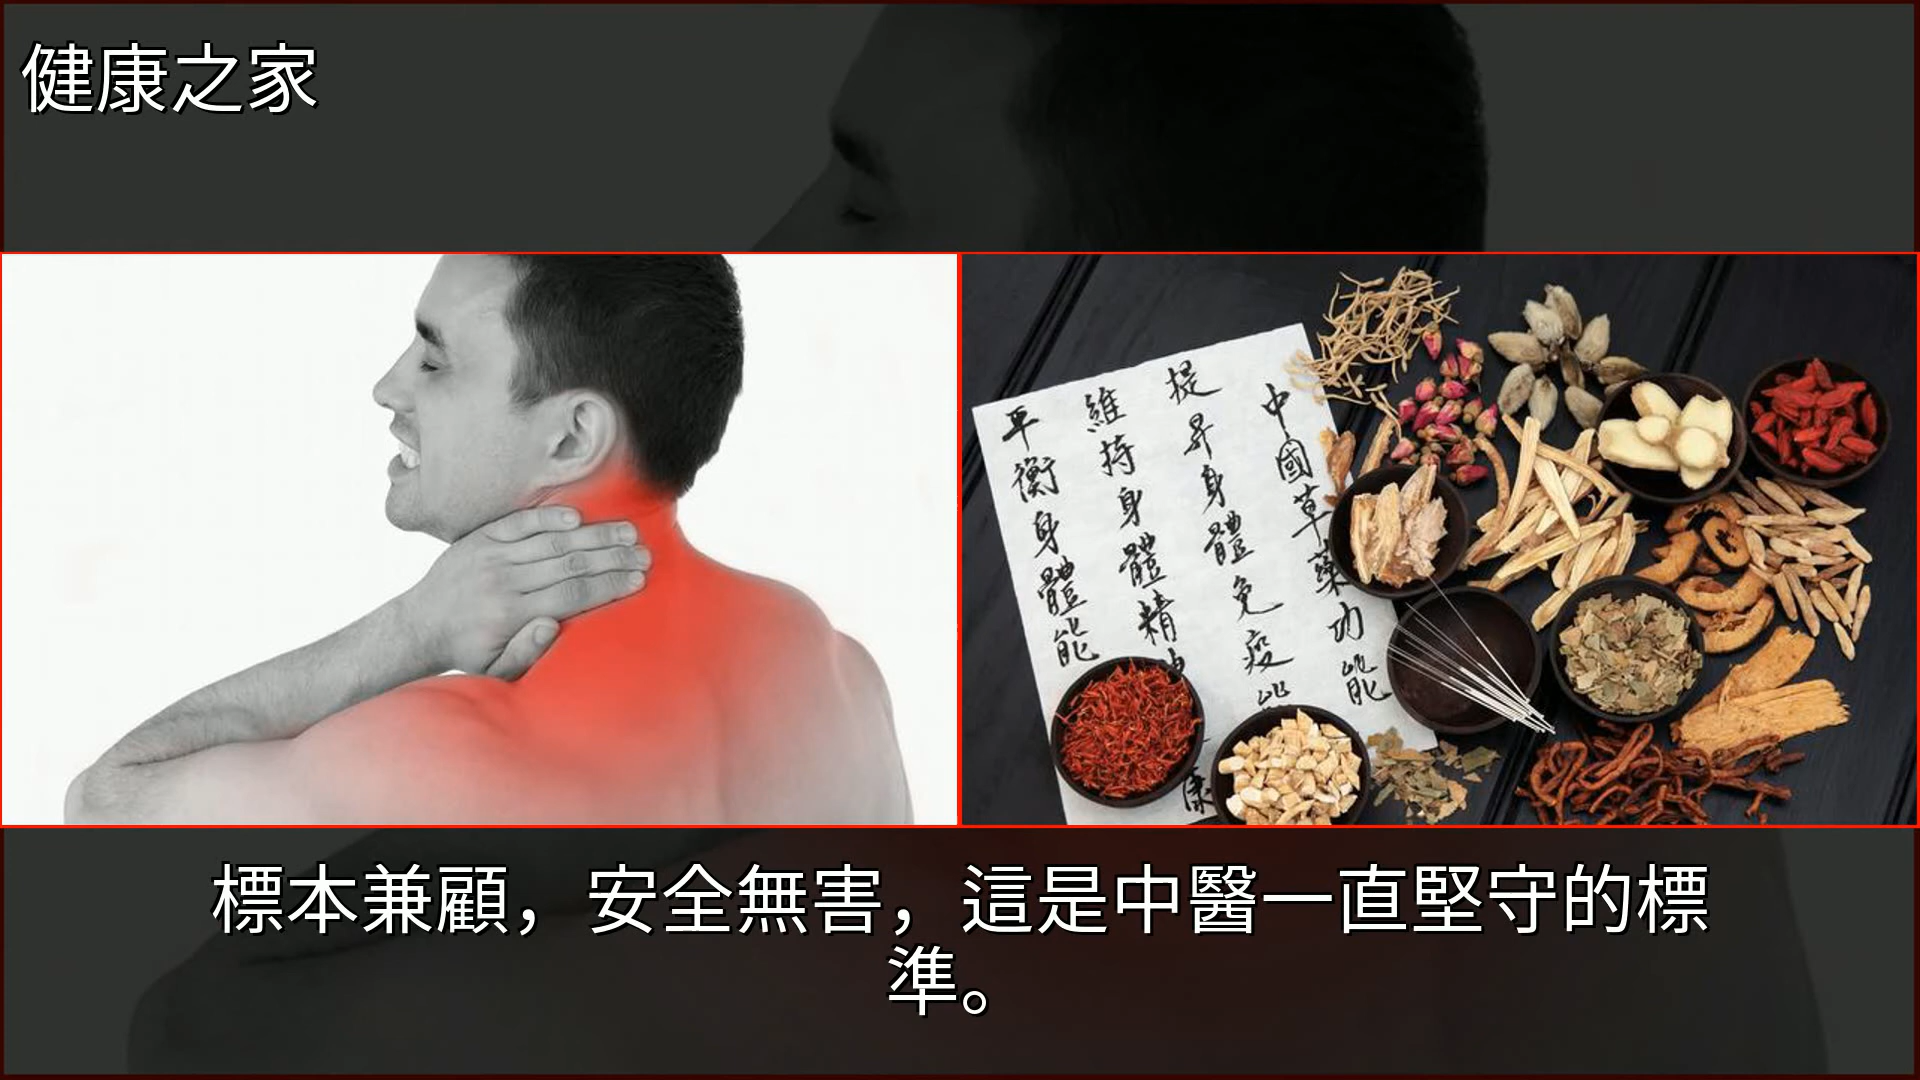 健康之家
中國草藥功能
提昇身體免疫能
維持身體精
平衡身體能
康
標本兼顧，安全無害，這是中醫一直堅守的標
準。